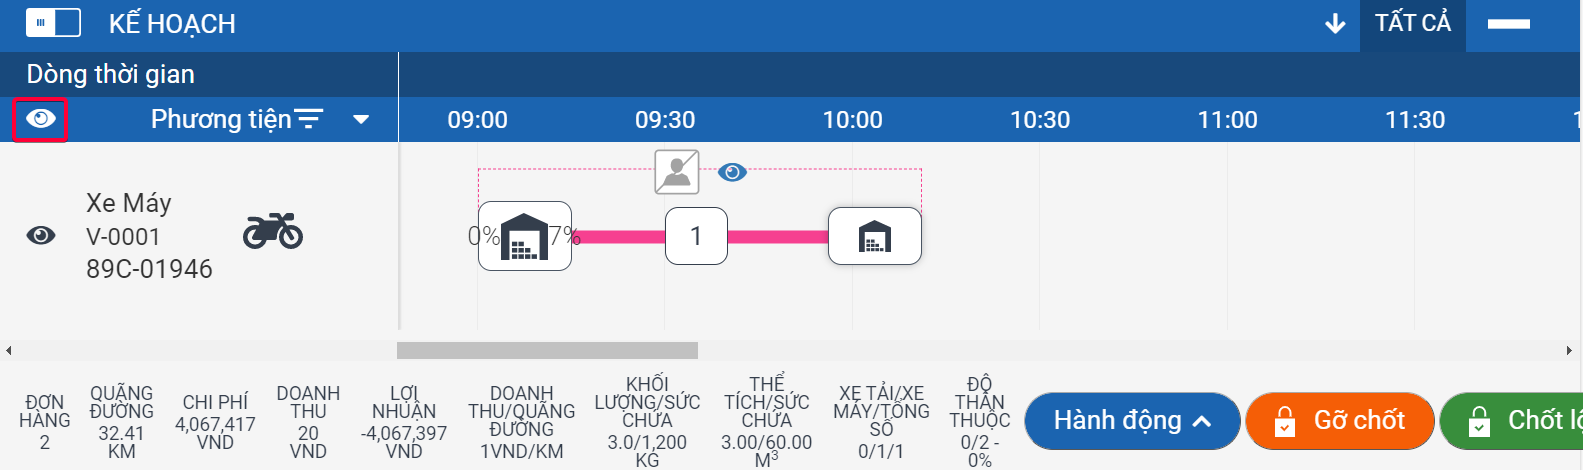 KẾ HOẠCH
TẤT CẢ
Dòng thời gian
Phương tiện
09:00 09:30 10:00 10:30 11:00 11:30
Xe Máy
V-0001
89C-01946
0% 7% 1
ĐƠN
HÀNG
2
QUÃNG
ĐƯỜNG
32.41
KM
CHI PHÍ
4,067,417
VND
DOANH
THU
20
VND
LỢI
NHUẬN
-4,067,397
VND
DOANH
THU/QUÃNG
ĐƯỜNG
1VND/KM
KHỐI
LƯỢNG/SỨC
CHỨA
3.0/1,200
KG
THỂ
TÍCH/SỨC
CHỨA
3.00/60.00
M³
XE TẢI/XE
MÁY/TỔNG
SỐ
0/1/1
ĐỘ
THÂN
THUỘC
0/2 -
0%
Hành động
Gỡ chốt
Chốt